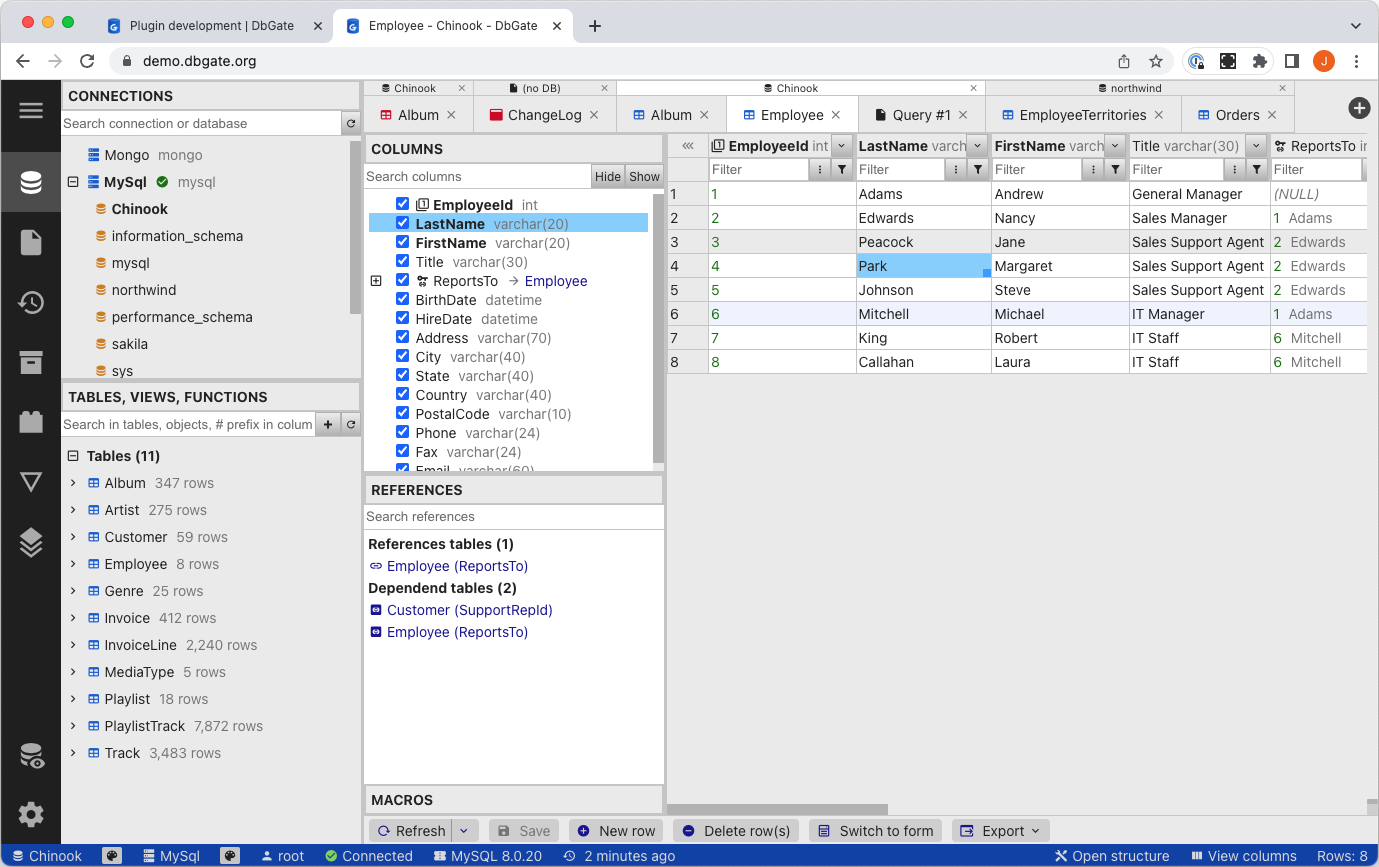 Plugin development | DbGate
Employee - Chinook - DbGate
demo.dbgate.org
J
CONNECTIONS
Search connection or database
Mongo mongo
MySql mysql
Chinook
information_schema
mysql
northwind
performance_schema
sakila
sys
TABLES, VIEWS, FUNCTIONS
Search in tables, objects, # prefix in colum
Tables (11)
Album 347 rows
Artist 275 rows
Customer 59 rows
Employee 8 rows
Genre 25 rows
Invoice 412 rows
InvoiceLine 2,240 rows
MediaType 5 rows
Playlist 18 rows
PlaylistTrack 7,872 rows
Track 3,483 rows
Chinook (no DB) Chinook northwind
Album ChangeLog Album Employee Query #1 EmployeeTerritories Orders
COLUMNS
Search columns Hide Show
EmployeeId int
LastName varchar(20)
FirstName varchar(20)
Title varchar(30)
ReportsTo → Employee
BirthDate datetime
HireDate datetime
Address varchar(70)
City varchar(40)
State varchar(40)
Country varchar(40)
PostalCode varchar(10)
Phone varchar(24)
Fax varchar(24)
Email varchar(60)
REFERENCES
Search references
References tables (1)
Employee (ReportsTo)
Dependend tables (2)
Customer (SupportRepId)
Employee (ReportsTo)
MACROS
EmployeeId int LastName varch FirstName varch Title varchar(30) ReportsTo in
Filter Filter Filter Filter Filter
1 1 Adams Andrew General Manager (NULL)
2 2 Edwards Nancy Sales Manager 1 Adams
3 3 Peacock Jane Sales Support Agent 2 Edwards
4 4 Park Margaret Sales Support Agent 2 Edwards
5 5 Johnson Steve Sales Support Agent 2 Edwards
6 6 Mitchell Michael IT Manager 1 Adams
7 7 King Robert IT Staff 6 Mitchell
8 8 Callahan Laura IT Staff 6 Mitchell
Refresh Save New row Delete row(s) Switch to form Export
Chinook MySql root Connected MySQL 8.0.20 2 minutes ago Open structure View columns Rows: 8